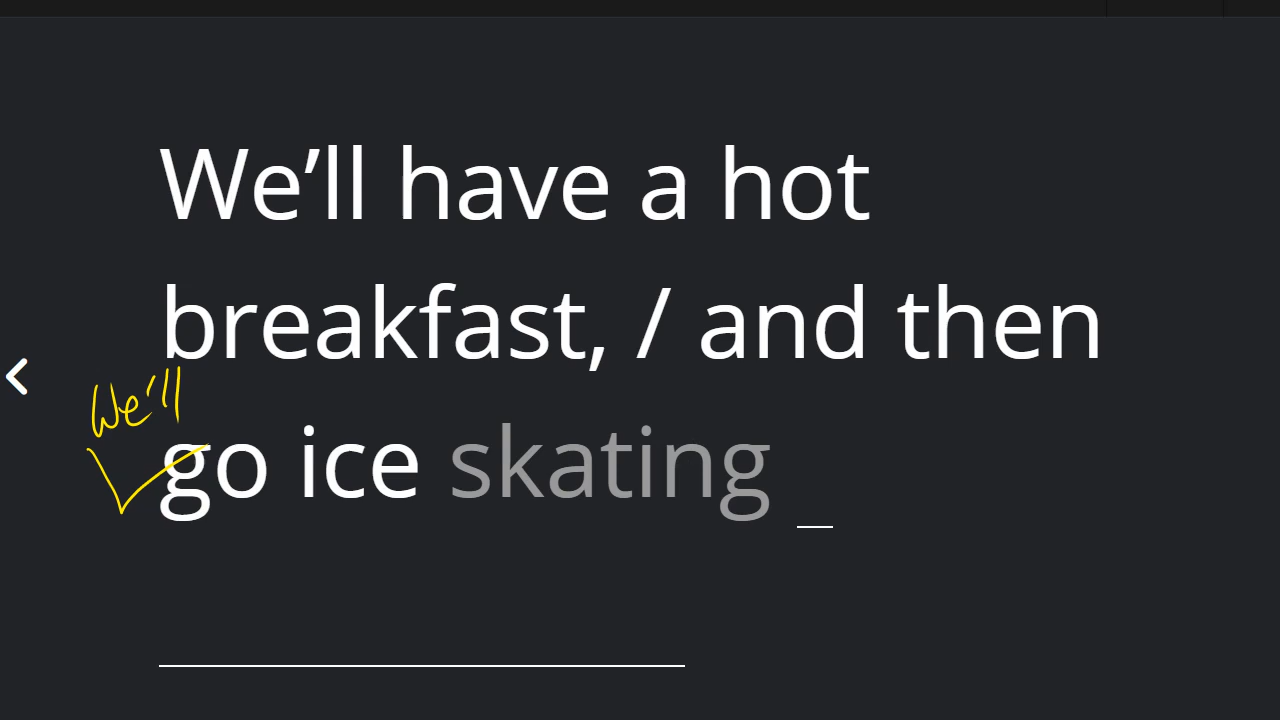 We’ll have a hot
breakfast, / and then
We'll
go ice skating _